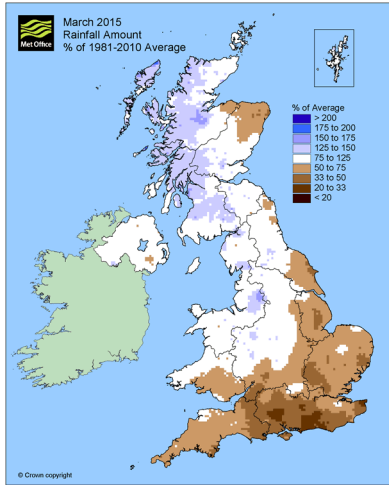 Met Office
March 2015
Rainfall Amount
% of 1981-2010 Average
% of Average
> 200
175 to 200
150 to 175
125 to 150
75 to 125
50 to 75
33 to 50
20 to 33
< 20
© Crown copyright